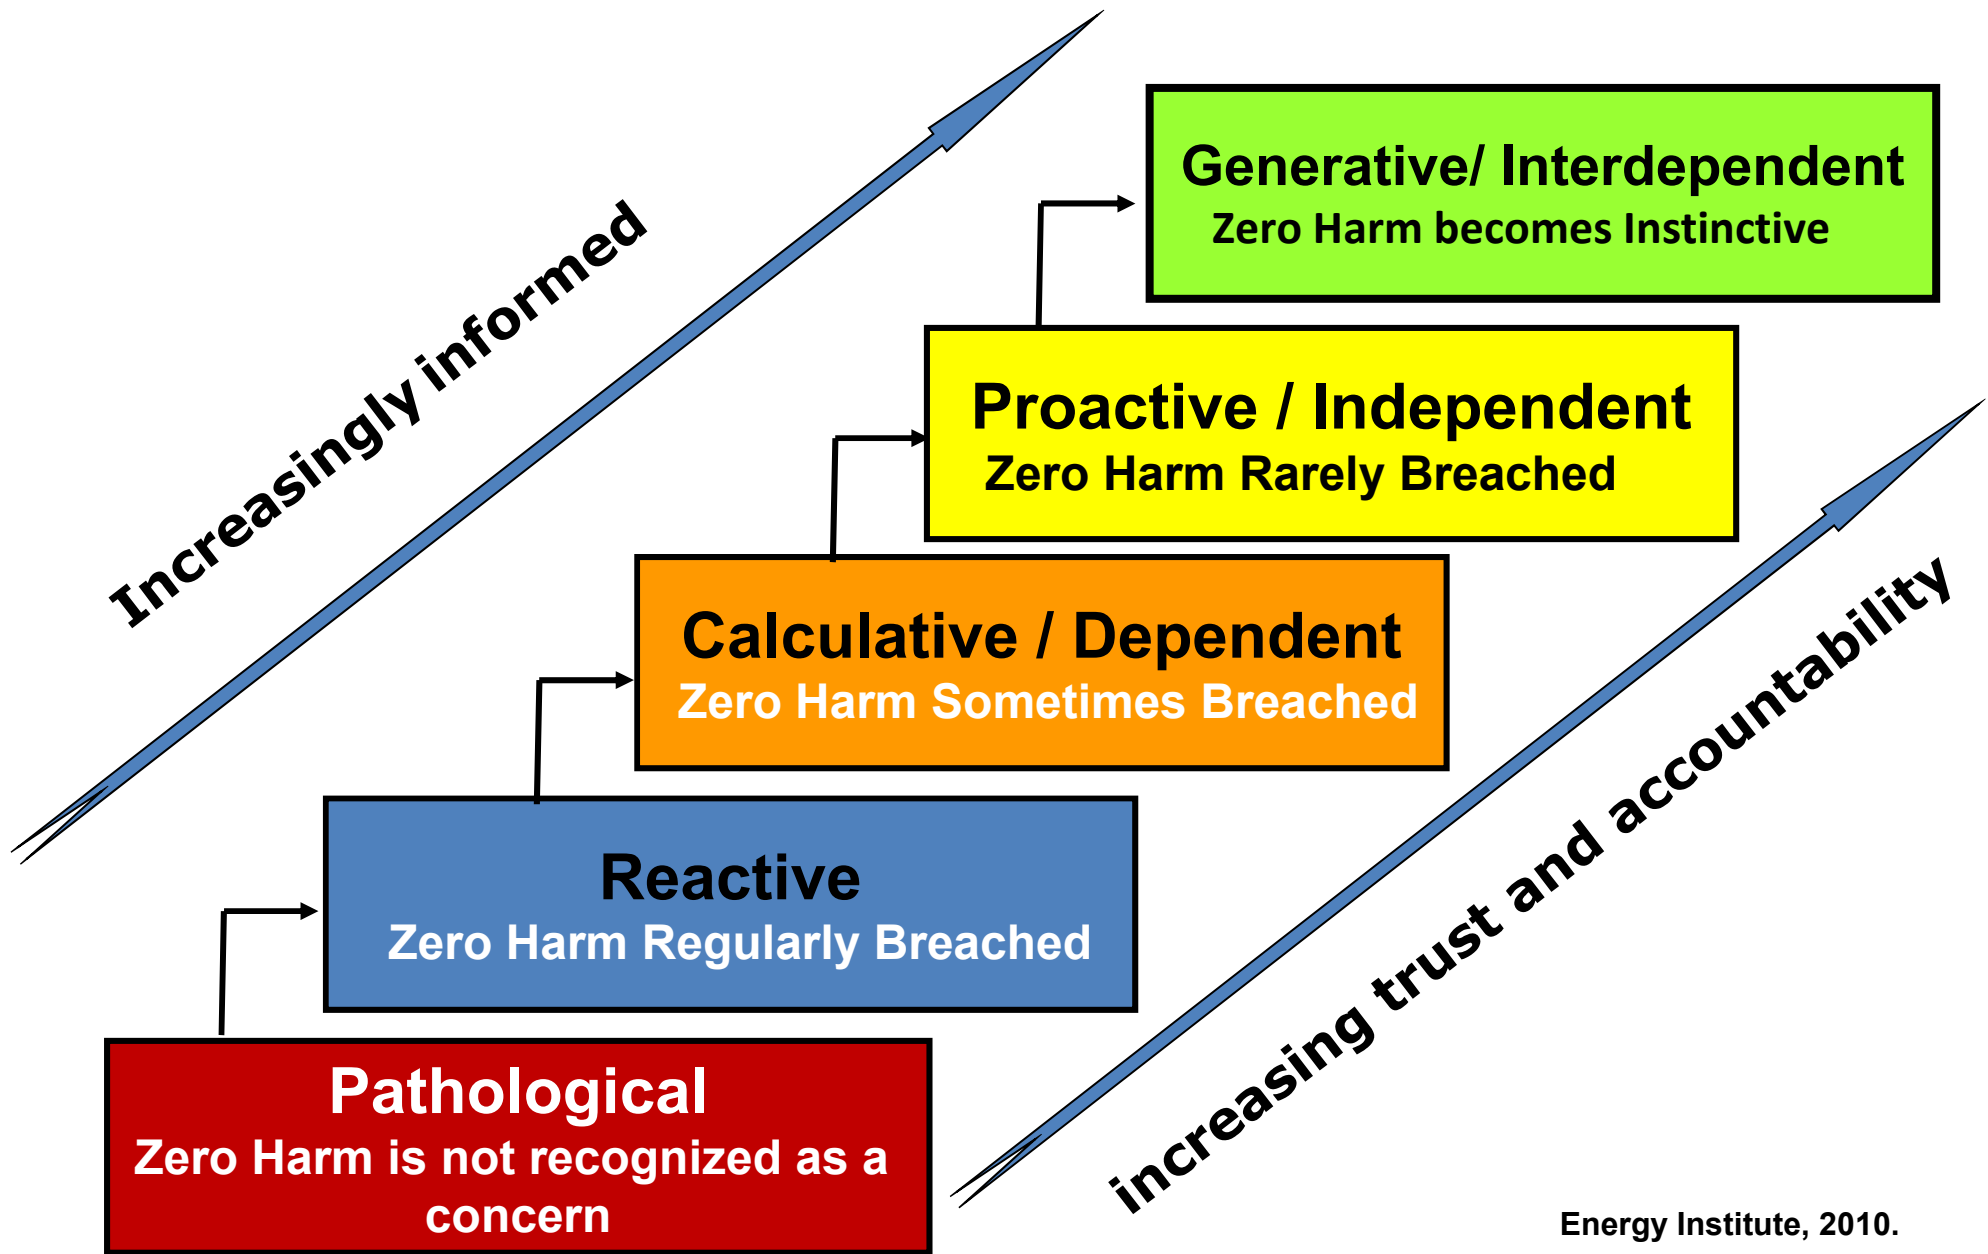 Increasingly informed
Generative/ Interdependent
Zero Harm becomes Instinctive
Proactive / Independent
Zero Harm Rarely Breached
Calculative / Dependent
Zero Harm Sometimes Breached
Reactive
Zero Harm Regularly Breached
Pathological
Zero Harm is not recognized as a
concern
increasing trust and accountability
Energy Institute, 2010.